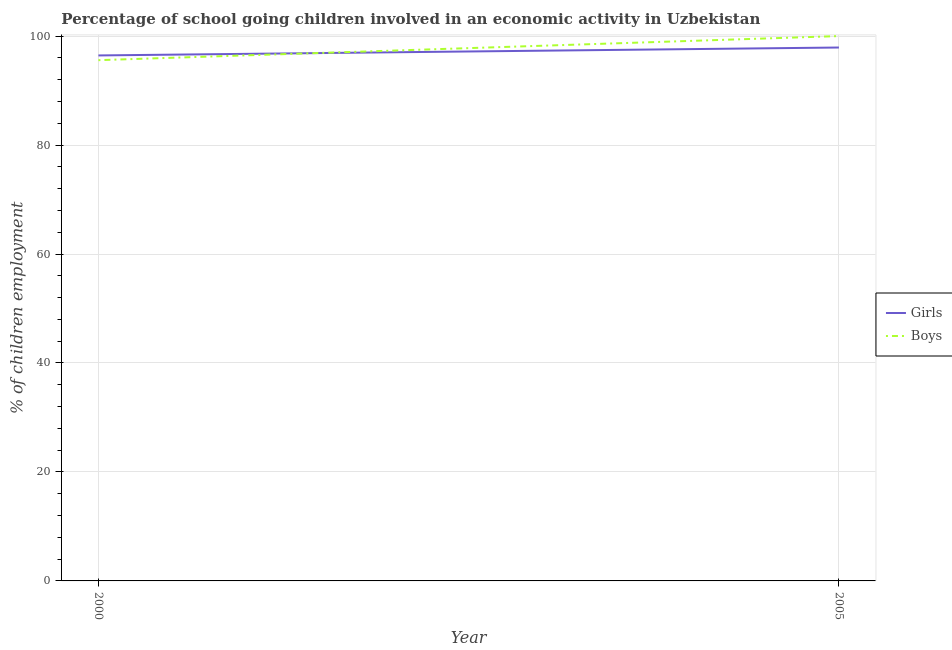 Percentage of school going children involved in an economic activity in Uzbekistan
% of children employment
100
80
60
40
20
0
2000
2005
Year
Girls
Boys